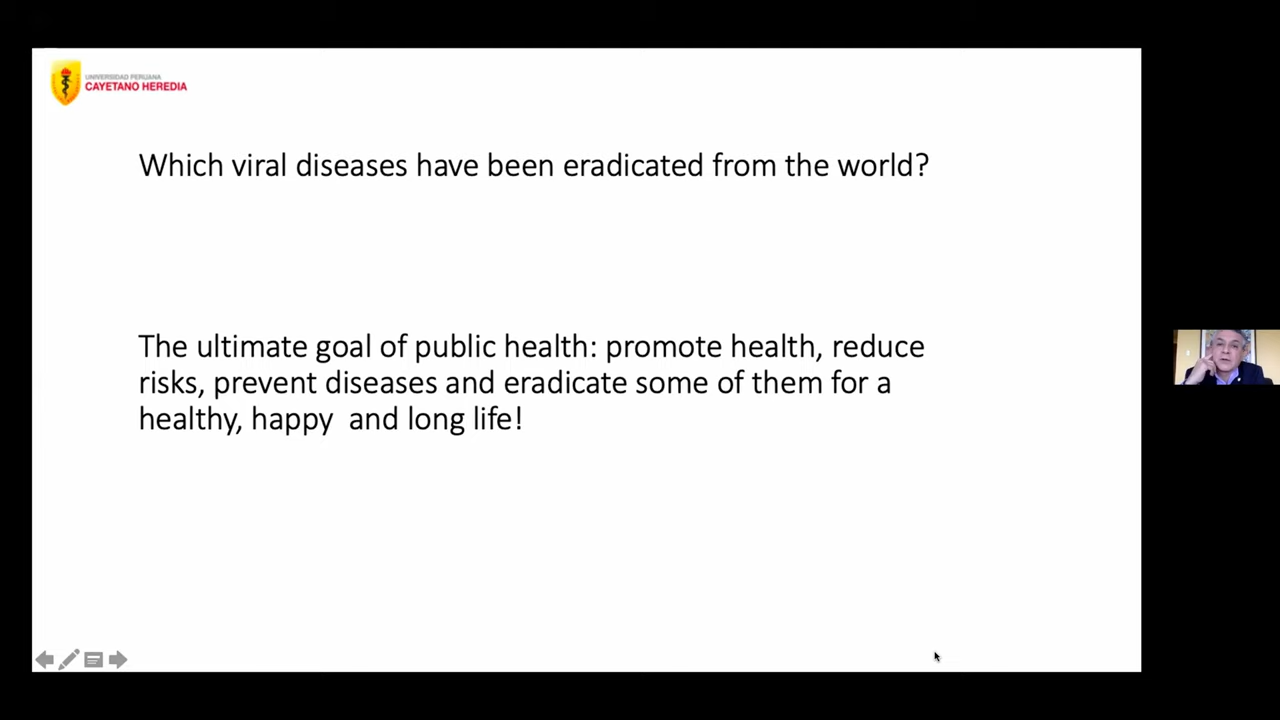 UNIVERSIDAD PERUANA
CAYETANO HEREDIA
Which viral diseases have been eradicated from the world?
The ultimate goal of public health: promote health, reduce
risks, prevent diseases and eradicate some of them for a
healthy, happy  and long life!